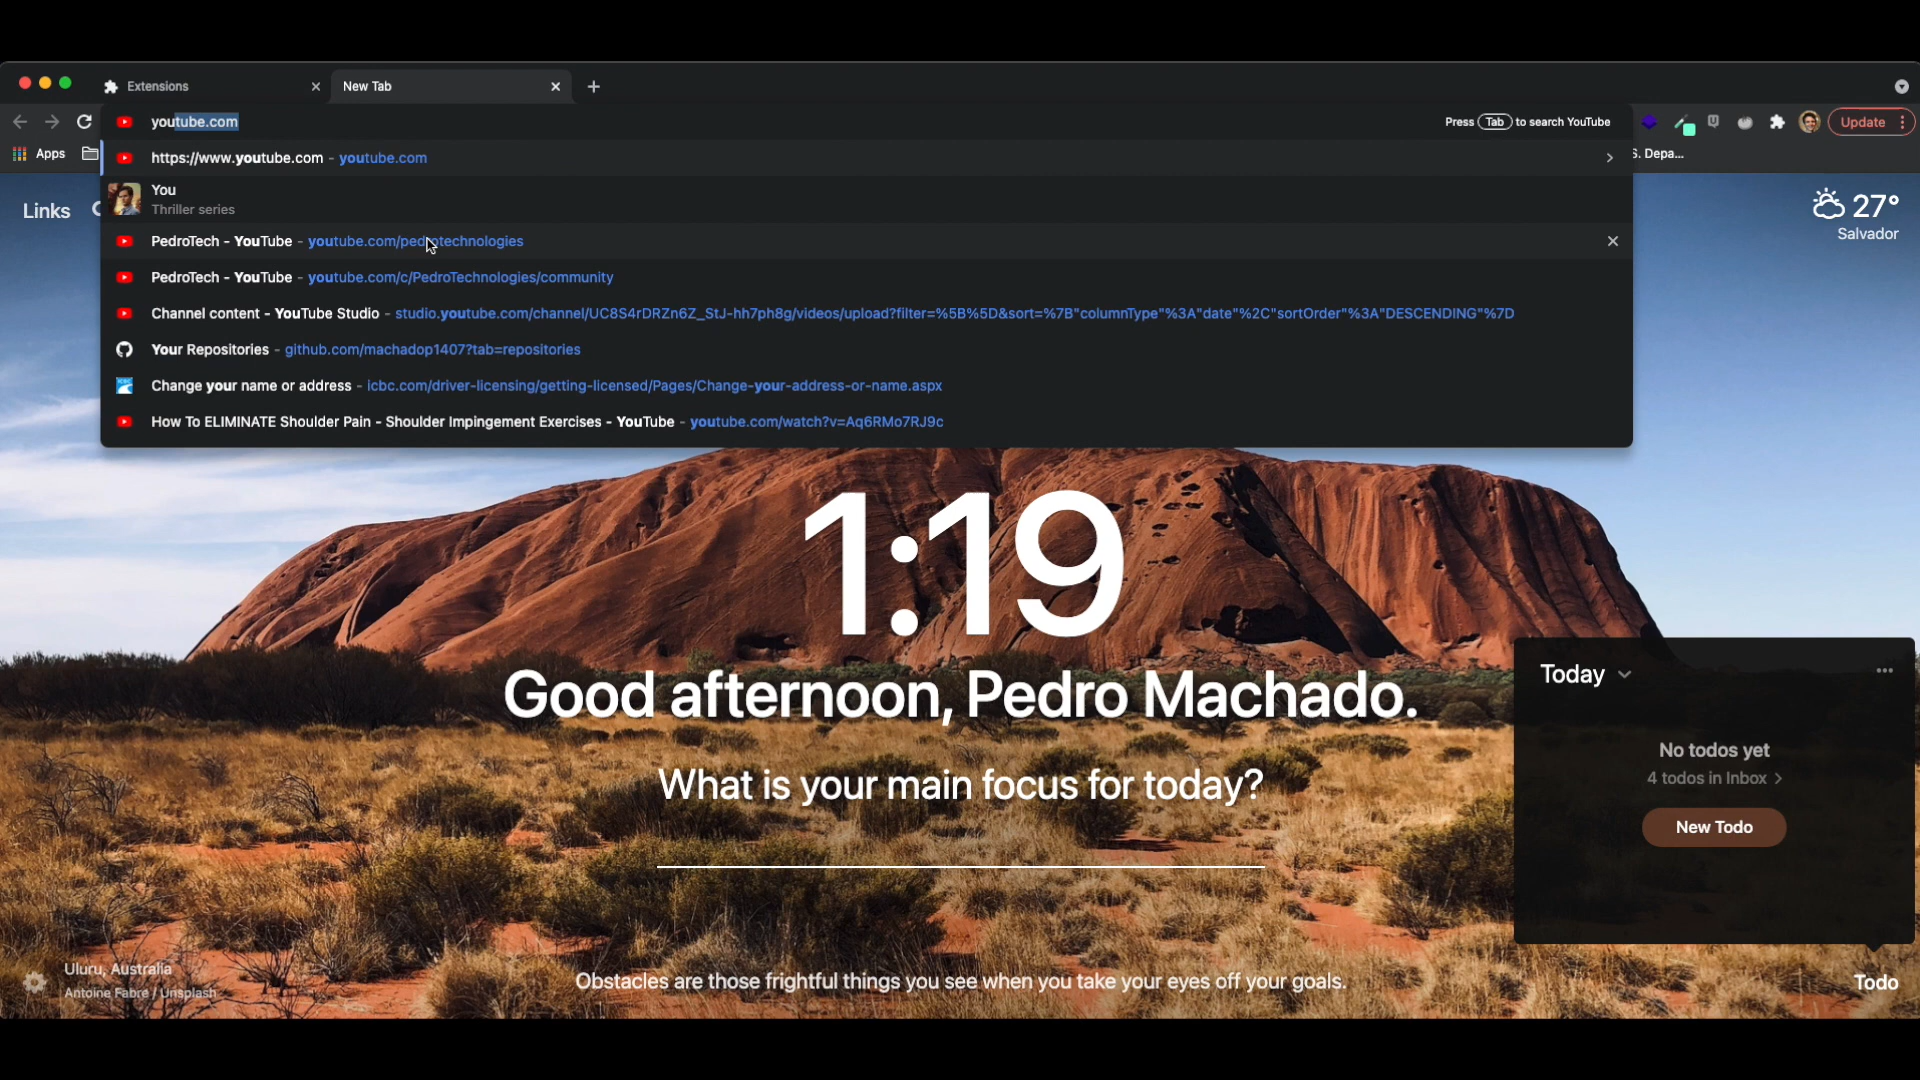 Extensions
New Tab
youtube.com
Press Tab to search YouTube
Update
Apps
https://www.youtube.com - youtube.com
S. Depa...
You
Thriller series
Links
27°
Salvador
PedroTech - YouTube - youtube.com/pedrotechnologies
PedroTech - YouTube - youtube.com/c/PedroTechnologies/community
Channel content - YouTube Studio - studio.youtube.com/channel/UC8S4rDRZn6Z_StJ-hh7ph8g/videos/upload?filter=%5B%5D&sort=%7B"columnType"%3A"date"%2C"sortOrder"%3A"DESCENDING"%7D
Your Repositories - github.com/machadop1407?tab=repositories
Change your name or address - icbc.com/driver-licensing/getting-licensed/Pages/Change-your-address-or-name.aspx
How To ELIMINATE Shoulder Pain - Shoulder Impingement Exercises - YouTube - youtube.com/watch?v=Aq6RMo7RJ9c
1:19
Good afternoon, Pedro Machado.
What is your main focus for today?
Today
No todos yet
4 todos in Inbox >
New Todo
Uluru, Australia
Antoine Fabre / Unsplash
Obstacles are those frightful things you see when you take your eyes off your goals.
Todo